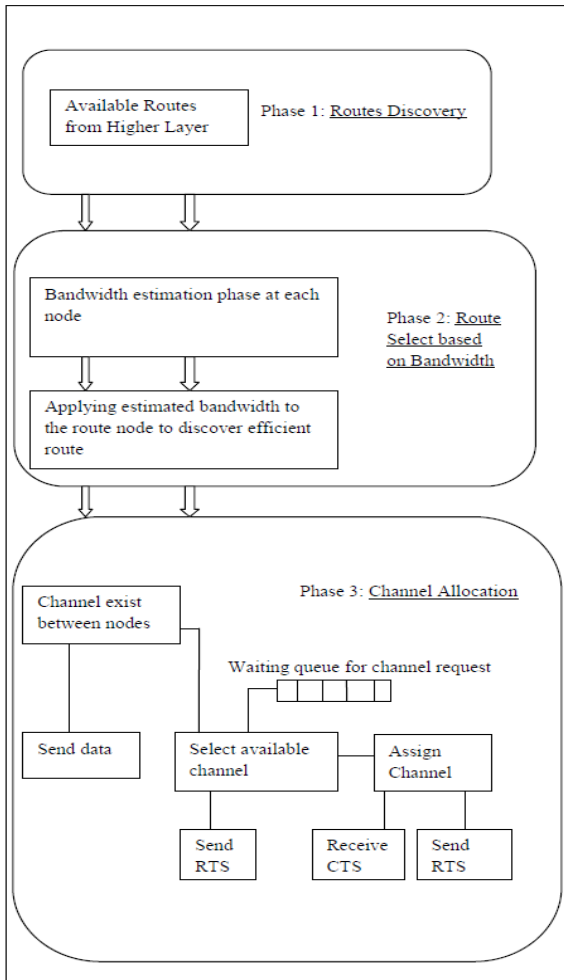 Available Routes
from Higher Layer
Phase 1: Routes Discovery
Bandwidth estimation phase at each
node
Phase 2: Route
Select based
on Bandwidth
Applying estimated bandwidth to
the route node to discover efficient
route
Phase 3: Channel Allocation
Channel exist
between nodes
Waiting queue for channel request
Send data
Select available
channel
Assign
Channel
Send
RTS
Receive
CTS
Send
RTS